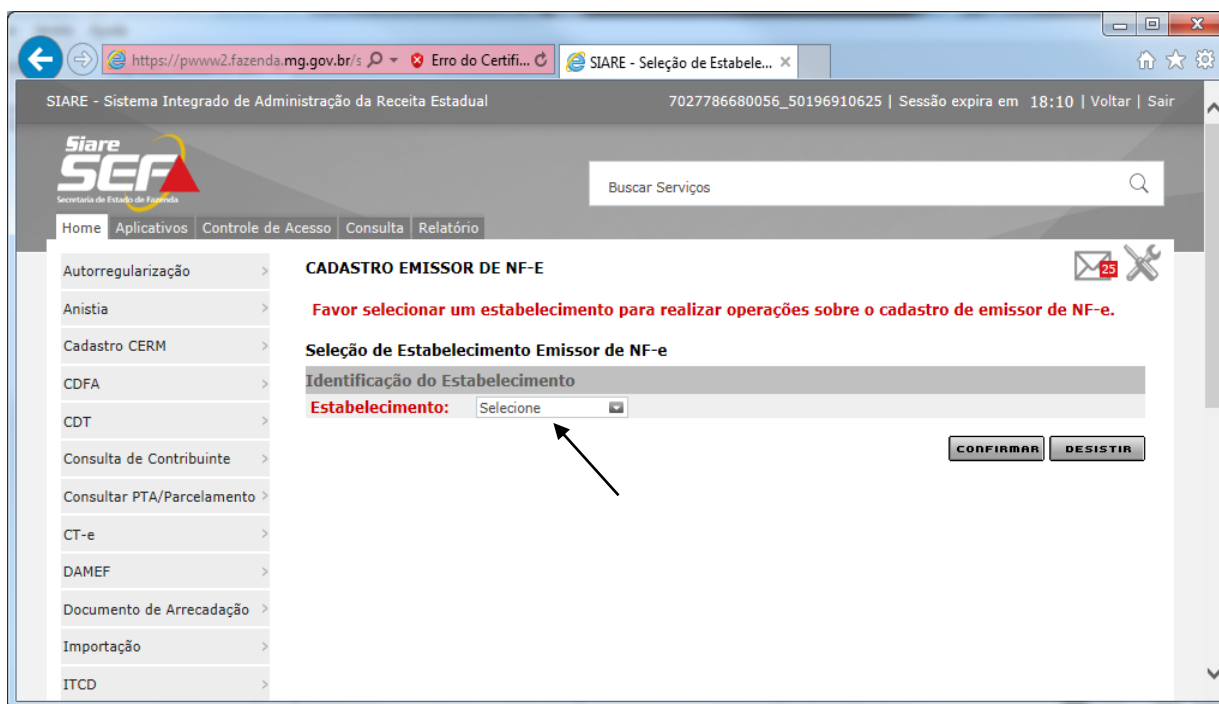 https://pwww2.fazenda.mg.gov.br/s
Erro do Certifi...
SIARE - Seleção de Estabele...
SIARE - Sistema Integrado de Administração da Receita Estadual
7027786680056_50196910625 | Sessão expira em 18:10 | Voltar | Sair
Siare
SEF
Secretaria de Estado de Fazenda
Buscar Serviços
Home Aplicativos Controle de Acesso Consulta Relatório
Autorregularização
Anistia
Cadastro CERM
CDFA
CDT
Consulta de Contribuinte
Consultar PTA/Parcelamento
CT-e
DAMEF
Documento de Arrecadação
Importação
ITCD
CADASTRO EMISSOR DE NF-E
25
Favor selecionar um estabelecimento para realizar operações sobre o cadastro de emissor de NF-e.
Seleção de Estabelecimento Emissor de NF-e
Identificação do Estabelecimento
Estabelecimento: Selecione
CONFIRMAR DESISTIR